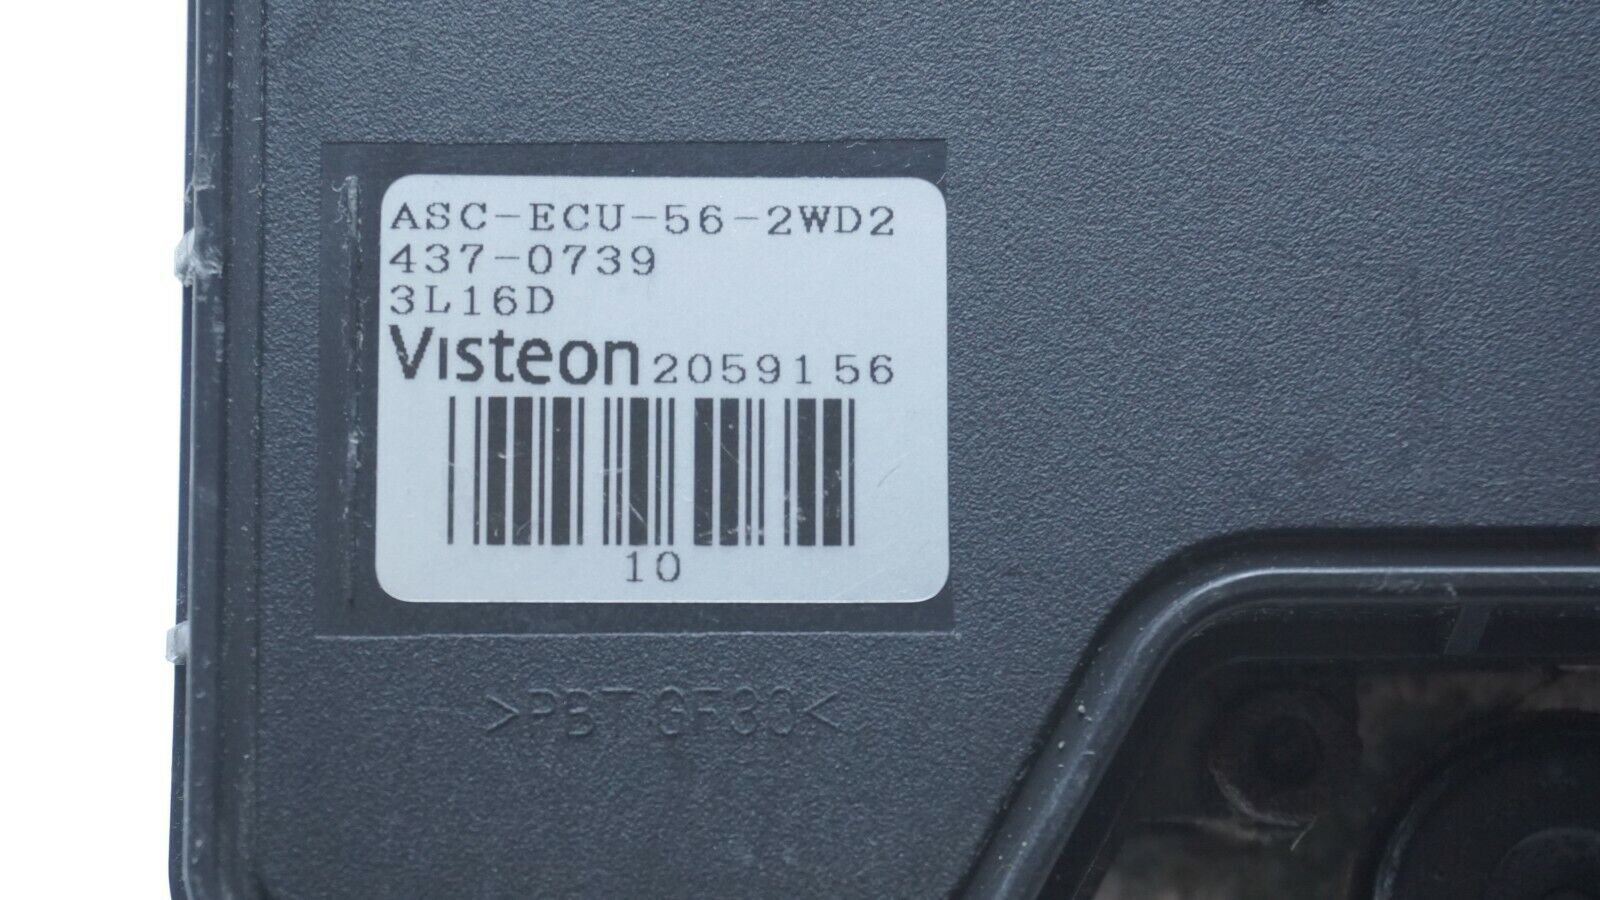 ASC-ECU-56-2WD2
437-0739
3L16D
Visteon 2059156
10
>PBT GF30<